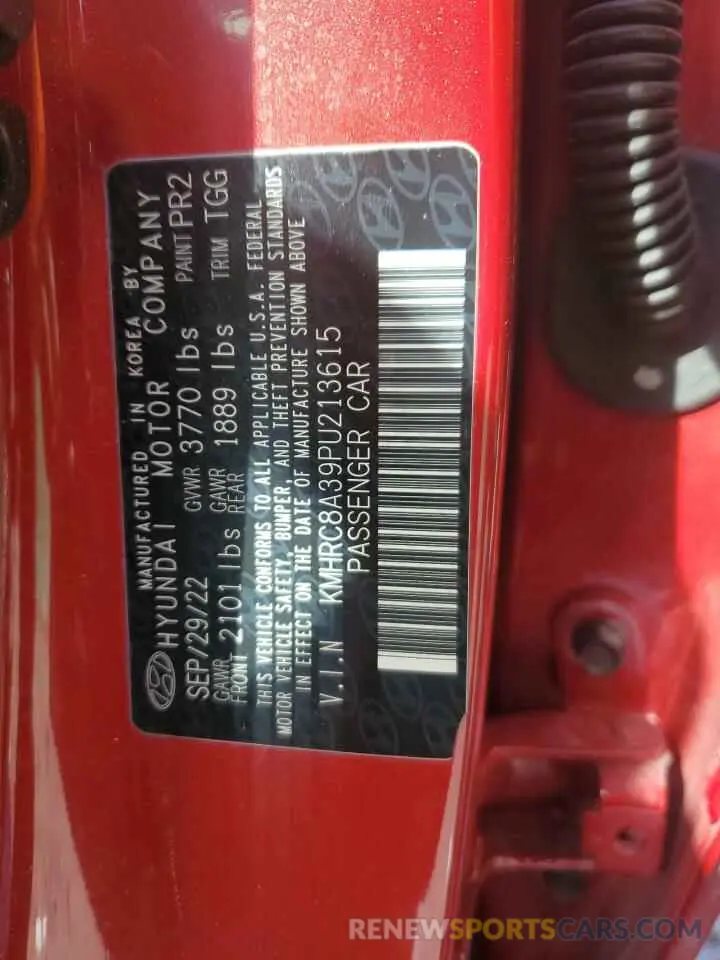 MANUFACTURED IN KOREA BY
HYUNDAI MOTOR COMPANY
SEP/29/22 GVWR 3770 lbs PAINT PR2
GAWR FRONT 2101 lbs GAWR REAR 1889 lbs TRIM TGG
THIS VEHICLE CONFORMS TO ALL APPLICABLE U.S.A. FEDERAL
MOTOR VEHICLE SAFETY, BUMPER, AND THEFT PREVENTION STANDARDS
IN EFFECT ON THE DATE OF MANUFACTURE SHOWN ABOVE
V.I.N KMHRC8A39PU213615
PASSENGER CAR
RENEWSPORTSCARS.COM